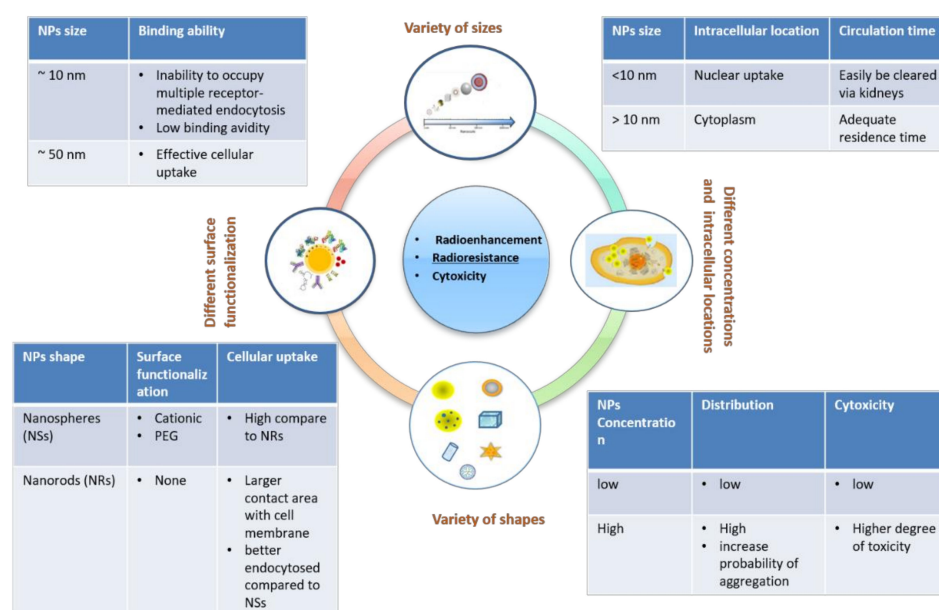 Variety of sizes
NPs size
Binding ability
~ 10 nm
• Inability to occupy
multiple receptor-
mediated endocytosis
• Low binding avidity
~ 50 nm
• Effective cellular
uptake
NPs size
Intracellular location
Circulation time
<10 nm
Nuclear uptake
Easily be cleared
via kidneys
> 10 nm
Cytoplasm
Adequate
residence time
Different surface
functionalization
• Radioenhancement
• Radioresistance
• Cytoxicity
Different concentrations
and intracellular locations
NPs shape
Surface
functionaliz
ation
Cellular uptake
Nanospheres
(NSs)
• Cationic
• PEG
• High compare
to NRs
Nanorods (NRs)
• None
• Larger
contact area
with cell
membrane
• better
endocytosed
compared to
NSs
Variety of shapes
NPs
Concentratio
n
Distribution
Cytoxicity
low
• low
• low
High
• High
• increase
probability of
aggregation
• Higher degree
of toxicity